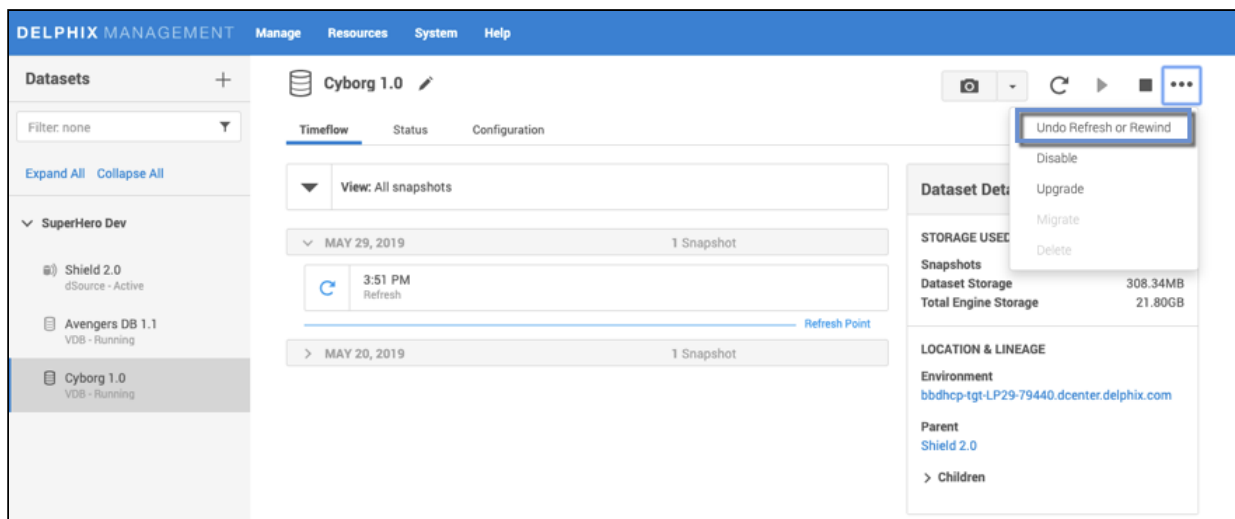 DELPHIX MANAGEMENT Manage Resources System Help
Datasets +
Filter: none
Expand All Collapse All
SuperHero Dev
Shield 2.0
dSource - Active
Avengers DB 1.1
VDB - Running
Cyborg 1.0
VDB - Running
Cyborg 1.0
Timeflow Status Configuration
View: All snapshots
MAY 29, 2019 1 Snapshot
3:51 PM
Refresh
Refresh Point
MAY 20, 2019 1 Snapshot
Undo Refresh or Rewind
Disable
Upgrade
Migrate
Delete
Dataset Deta
STORAGE USED
Snapshots
Dataset Storage 308.34MB
Total Engine Storage 21.80GB
LOCATION & LINEAGE
Environment
bbdhcp-tgt-LP29-79440.dcenter.delphix.com
Parent
Shield 2.0
Children